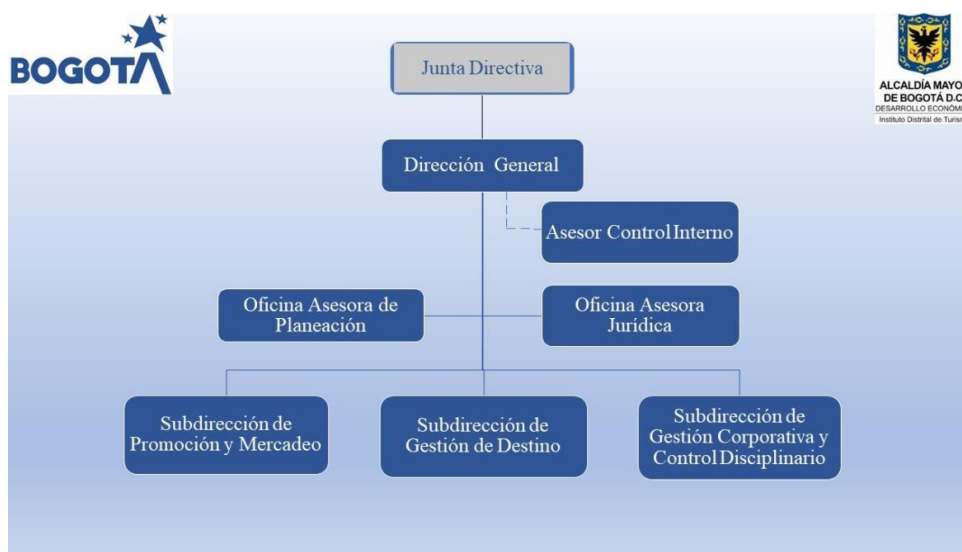 BOGOTA
ALCALDÍA MAYO
DE BOGOTÁ D.C
DESARROLLO ECONÓMI
Instituto Distrital de Turism
Junta Directiva
Dirección General
Asesor Control Interno
Oficina Asesora de
Planeación
Oficina Asesora
Jurídica
Subdirección de
Promoción y Mercadeo
Subdirección de
Gestión de Destino
Subdirección de
Gestión Corporativa y
Control Disciplinario